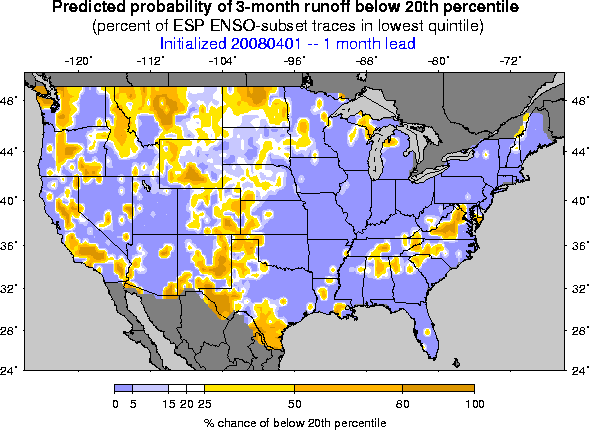 Predicted probability of 3-month runoff below 20th percentile
(percent of ESP ENSO-subset traces in lowest quintile)
Initialized 20080401 -- 1 month lead
-120° -112° -104° -96° -88° -80° -72°
48° 48°
44° 44°
40° 40°
36° 36°
32° 32°
28° 28°
24° 24°
0 5 15 20 25 50 80 100
% chance of below 20th percentile